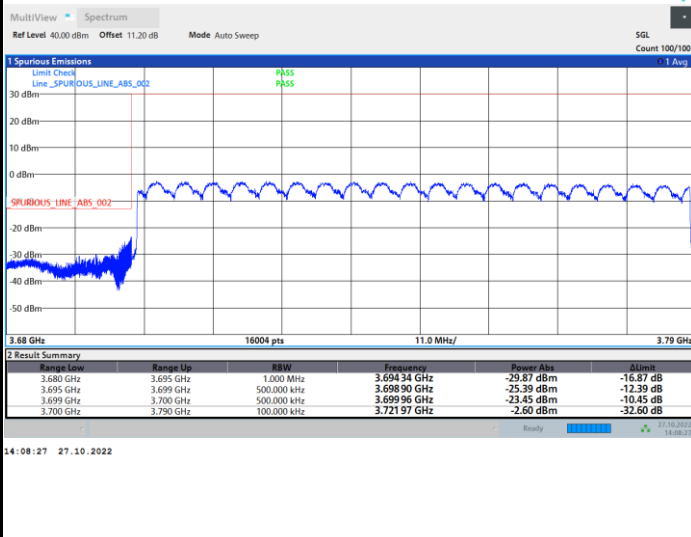 MultiView Spectrum
Ref Level 40.00 dBm Offset 11.20 dB Mode Auto Sweep SGL
Count 100/100
1 Spurious Emissions 1 Avg
Limit Check PASS
Line _SPURIOUS_LINE_ABS_002 PASS
30 dBm
20 dBm
10 dBm
0 dBm
_SPURIOUS_LINE_ABS_002
-20 dBm
-30 dBm
-40 dBm
-50 dBm
3.68 GHz 16004 pts 11.0 MHz/ 3.79 GHz
2 Result Summary
Range Low Range Up RBW Frequency Power Abs ΔLimit
3.680 GHz 3.695 GHz 1.000 MHz 3.694 34 GHz -29.87 dBm -16.87 dB
3.695 GHz 3.699 GHz 500.000 kHz 3.698 90 GHz -25.39 dBm -12.39 dB
3.699 GHz 3.700 GHz 500.000 kHz 3.699 96 GHz -23.45 dBm -10.45 dB
3.700 GHz 3.790 GHz 100.000 kHz 3.721 97 GHz -2.60 dBm -32.60 dB
Ready 27.10.2022
14:08:27
14:08:27 27.10.2022